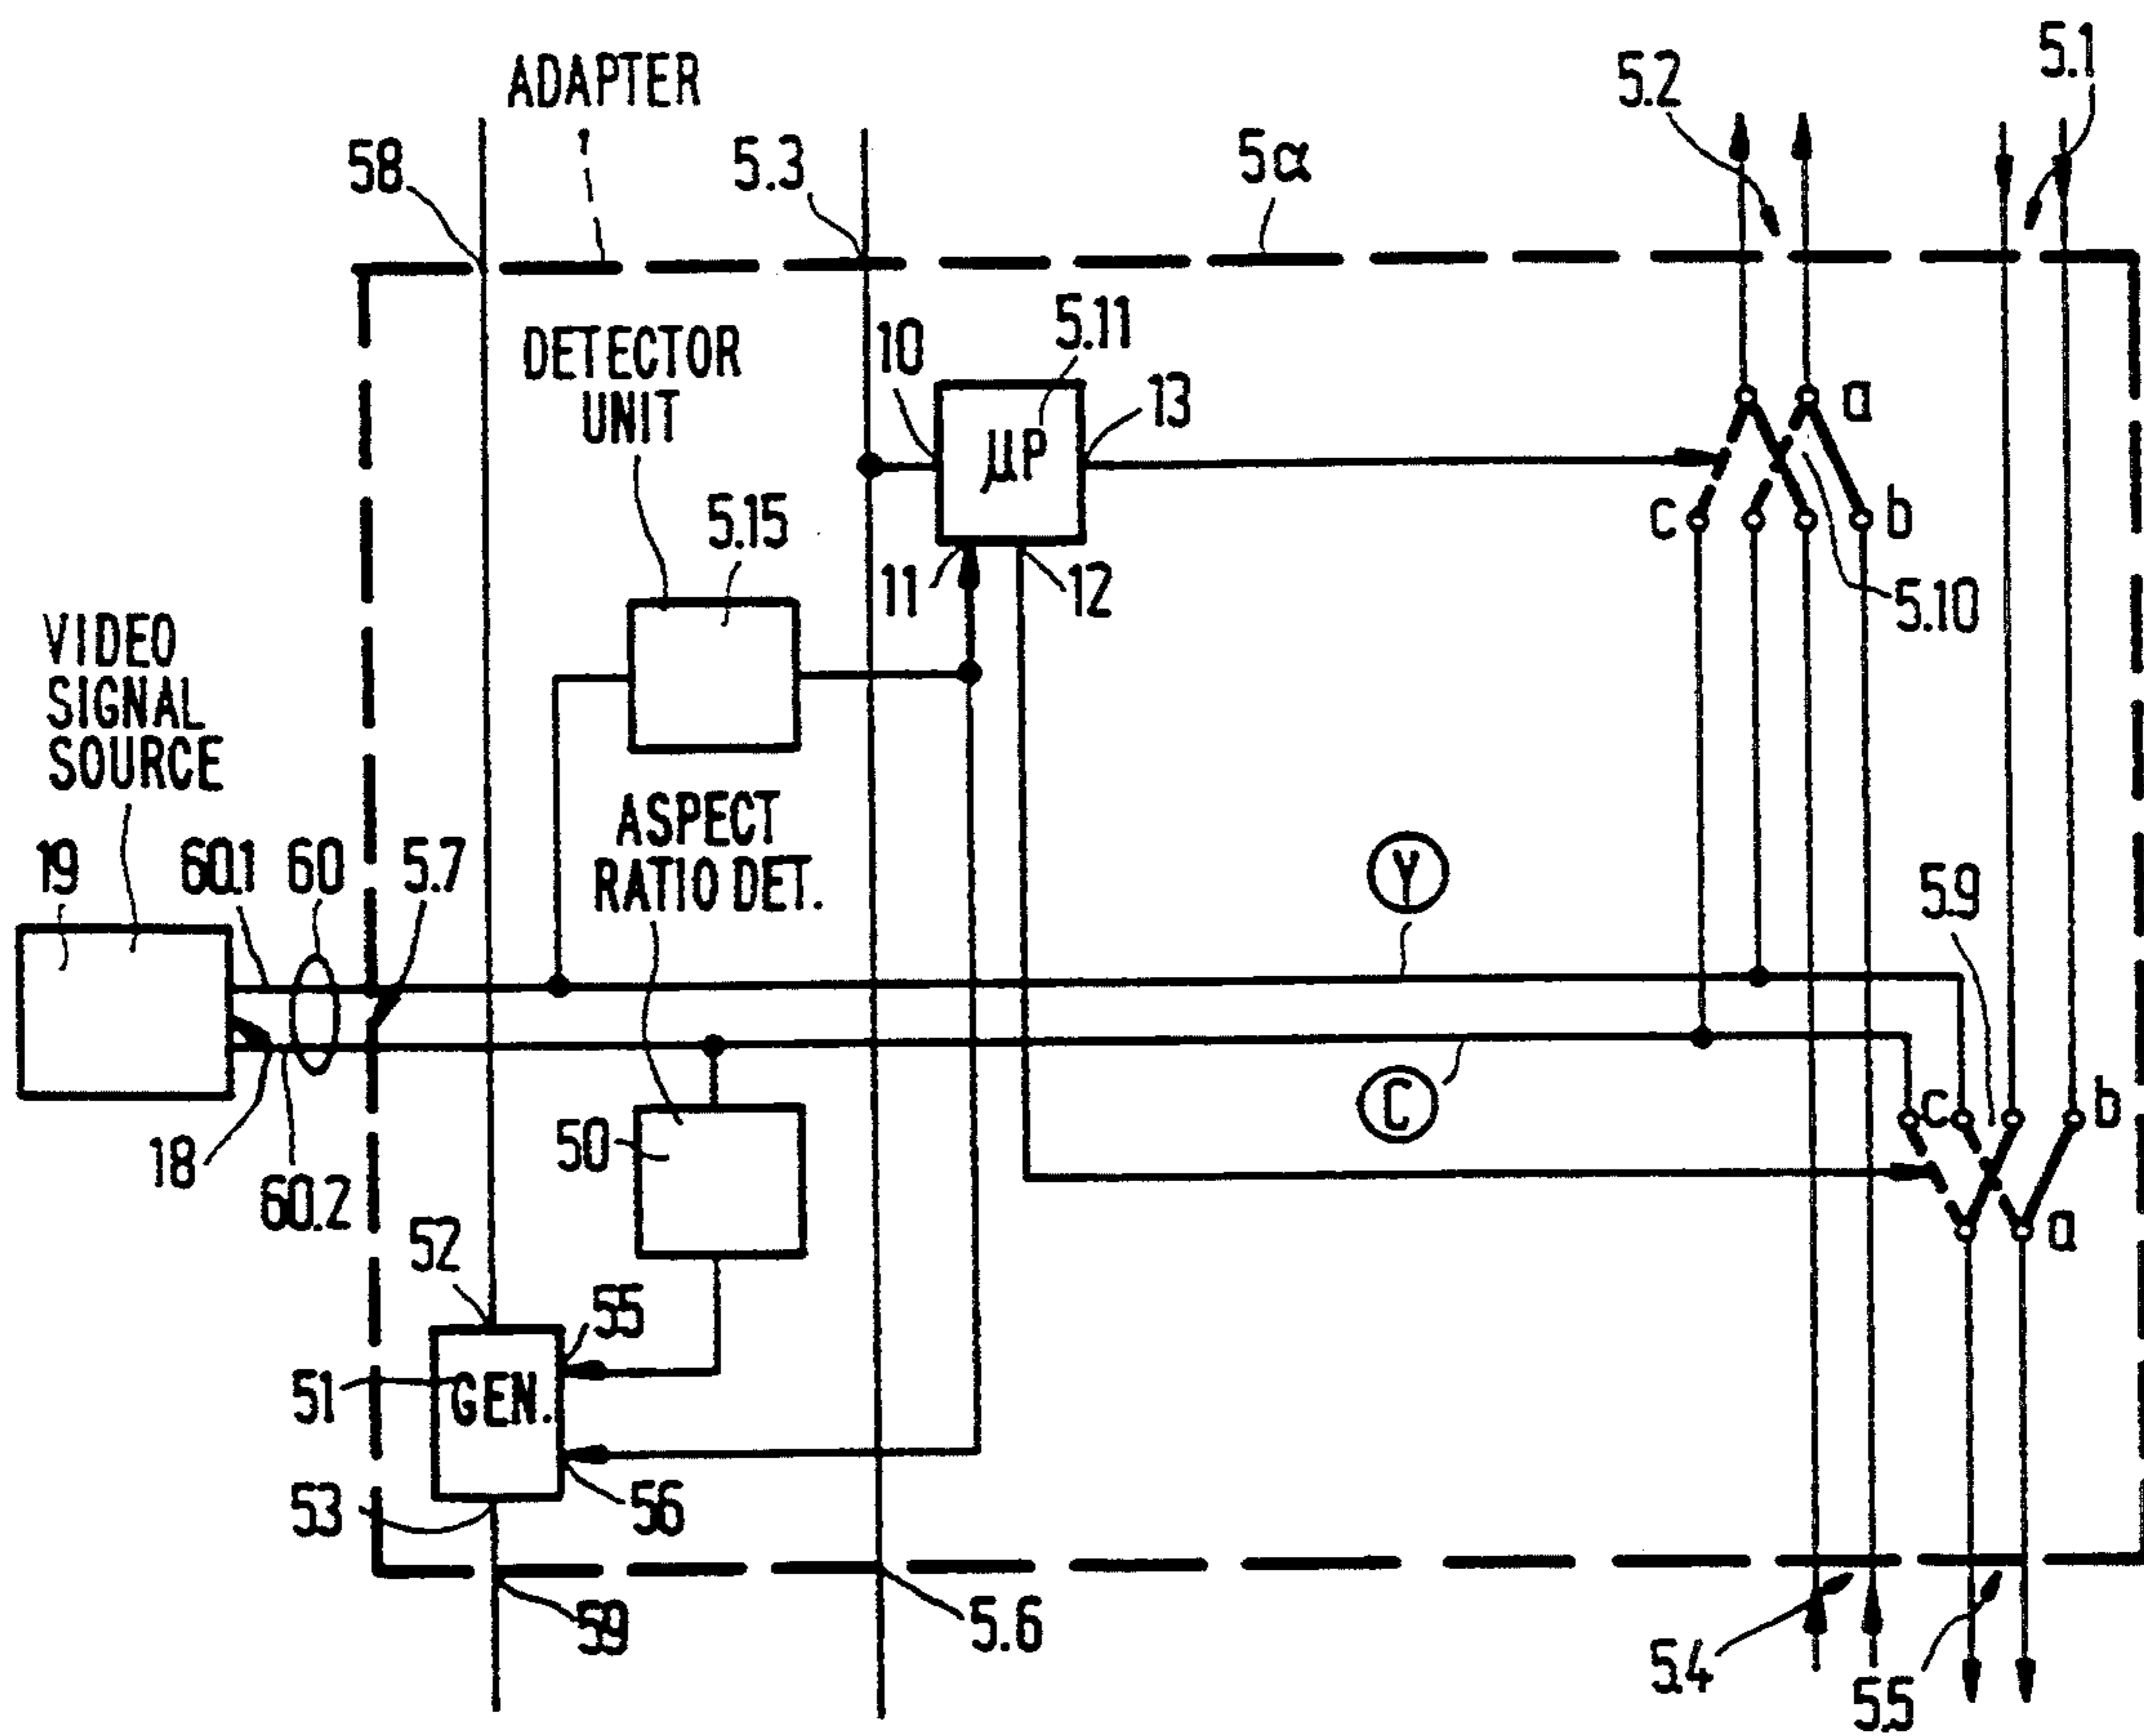 5.1
5.2
ADAPTER
58
5.3
5α
5.11
DETECTOR
UNIT
10
13
a
μP
c
b
5.15
11
12
5.10
VIDEO
SIGNAL
SOURCE
ASPECT
RATIO DET.
19
60.1
60
5.7
Y
5.9
C
c
b
50
18
60.2
52
a
55
51
GEN.
53
56
59
5.6
5.4
5.5